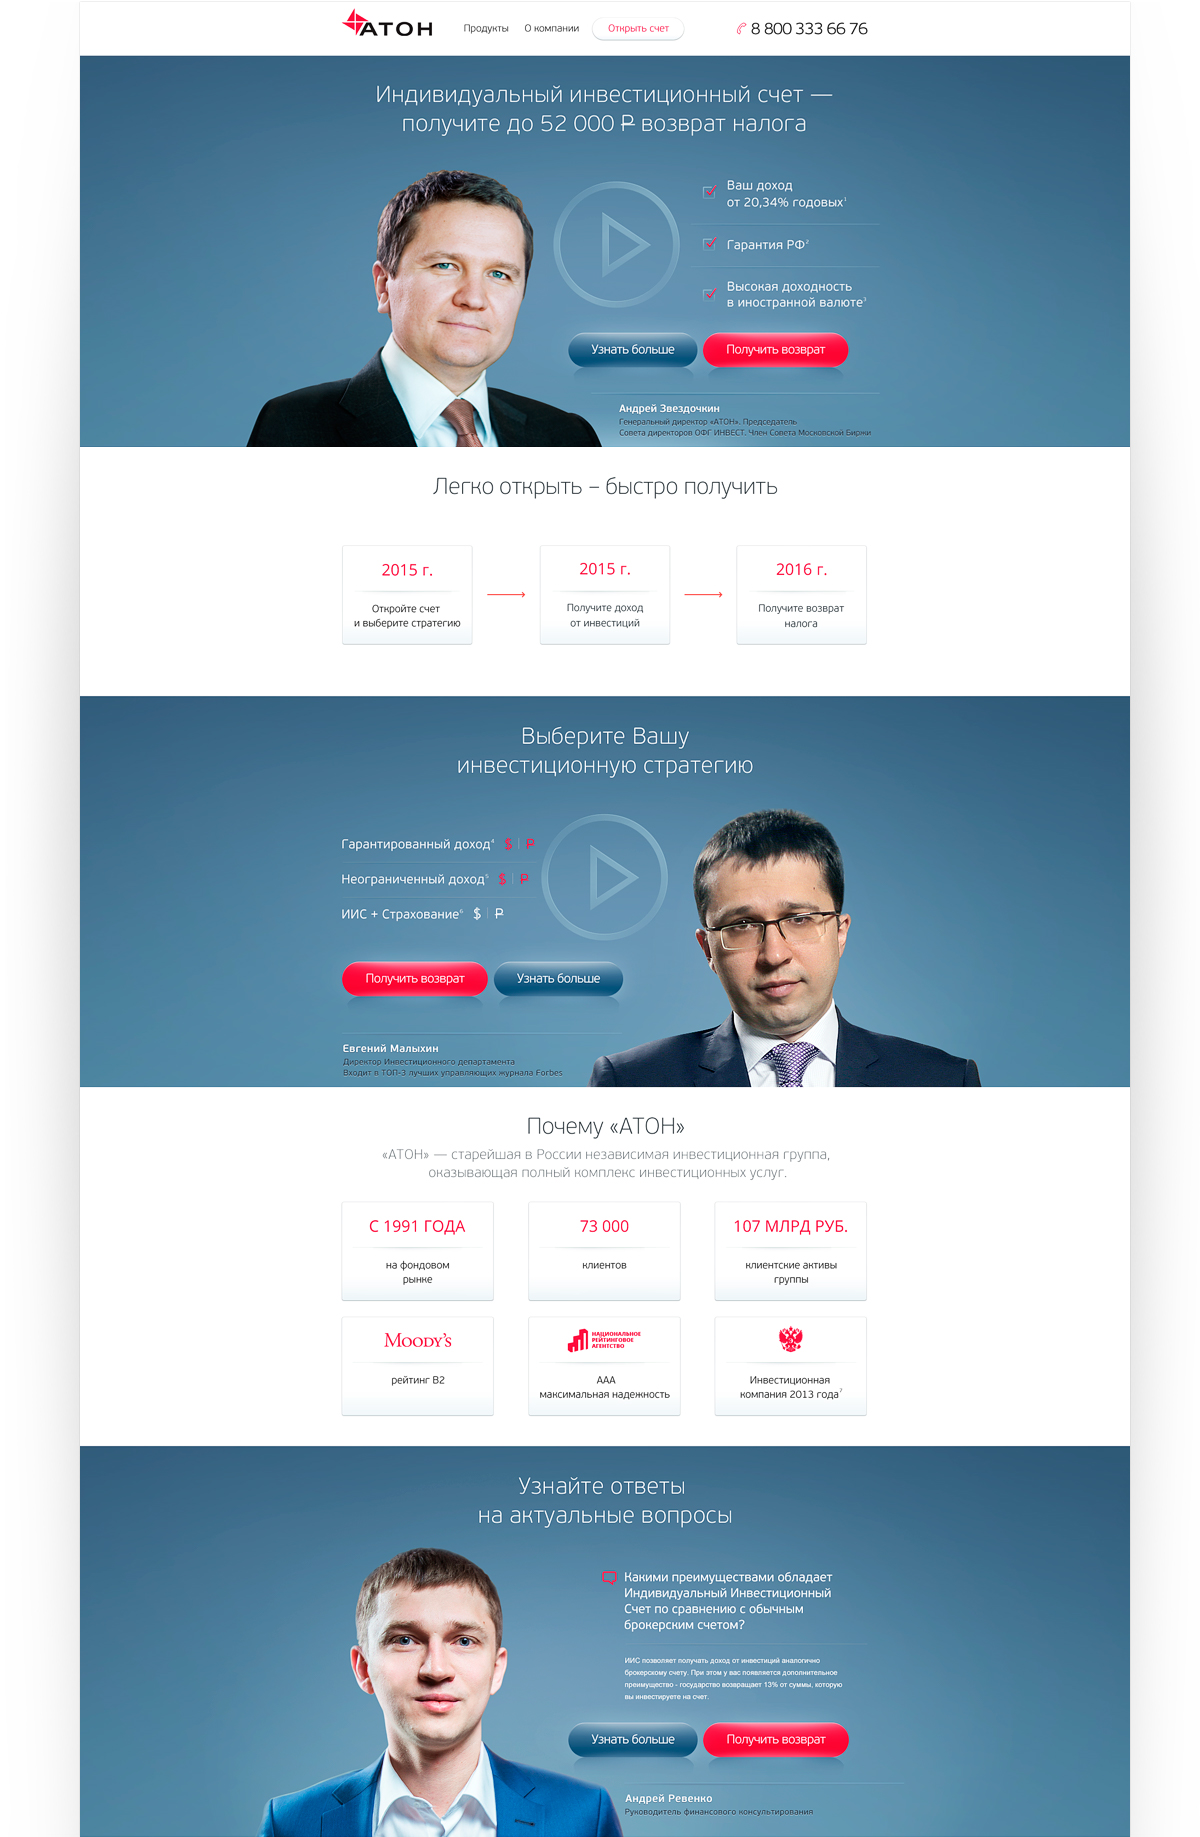 АТОН
Продукты
О компании
Открыть счет
8 800 333 66 76
Индивидуальный инвестиционный счет —
получите до 52 000 ₽ возврат налога
Ваш доход
от 20,34% годовых¹
Гарантия РФ²
Высокая доходность
в иностранной валюте³
Узнать больше
Получить возврат
Андрей Звездочкин
Генеральный директор «АТОН». Председатель
Совета директоров ОФГ ИНВЕСТ. Член Совета Московской Биржи
Легко открыть – быстро получить
2015 г.
Откройте счет
и выберите стратегию
2015 г.
Получите доход
от инвестиций
2016 г.
Получите возврат
налога
Выберите Вашу
инвестиционную стратегию
Гарантированный доход⁴ $ | ₽
Неограниченный доход⁵ $ | ₽
ИИС + Страхование⁶ $ | ₽
Получить возврат
Узнать больше
Евгений Малыхин
Директор Инвестиционного департамента
Входит в ТОП-3 лучших управляющих журнала Forbes
Почему «АТОН»
«АТОН» — старейшая в России независимая инвестиционная группа,
оказывающая полный комплекс инвестиционных услуг.
С 1991 ГОДА
на фондовом
рынке
73 000
клиентов
107 МЛРД РУБ.
клиентские активы
группы
Moody's
рейтинг B2
НАЦИОНАЛЬНОЕ
РЕЙТИНГОВОЕ
АГЕНТСТВО
ААА
максимальная надежность
Инвестиционная
компания 2013 года⁷
Узнайте ответы
на актуальные вопросы
Какими преимуществами обладает
Индивидуальный Инвестиционный
Счет по сравнению с обычным
брокерским счетом?
ИИС позволяет получать доход от инвестиций аналогично
брокерскому счету. При этом у вас появляется дополнительное
преимущество - государство возвращает 13% от суммы, которую
вы инвестируете на счет.
Узнать больше
Получить возврат
Андрей Ревенко
Руководитель финансового консультирования